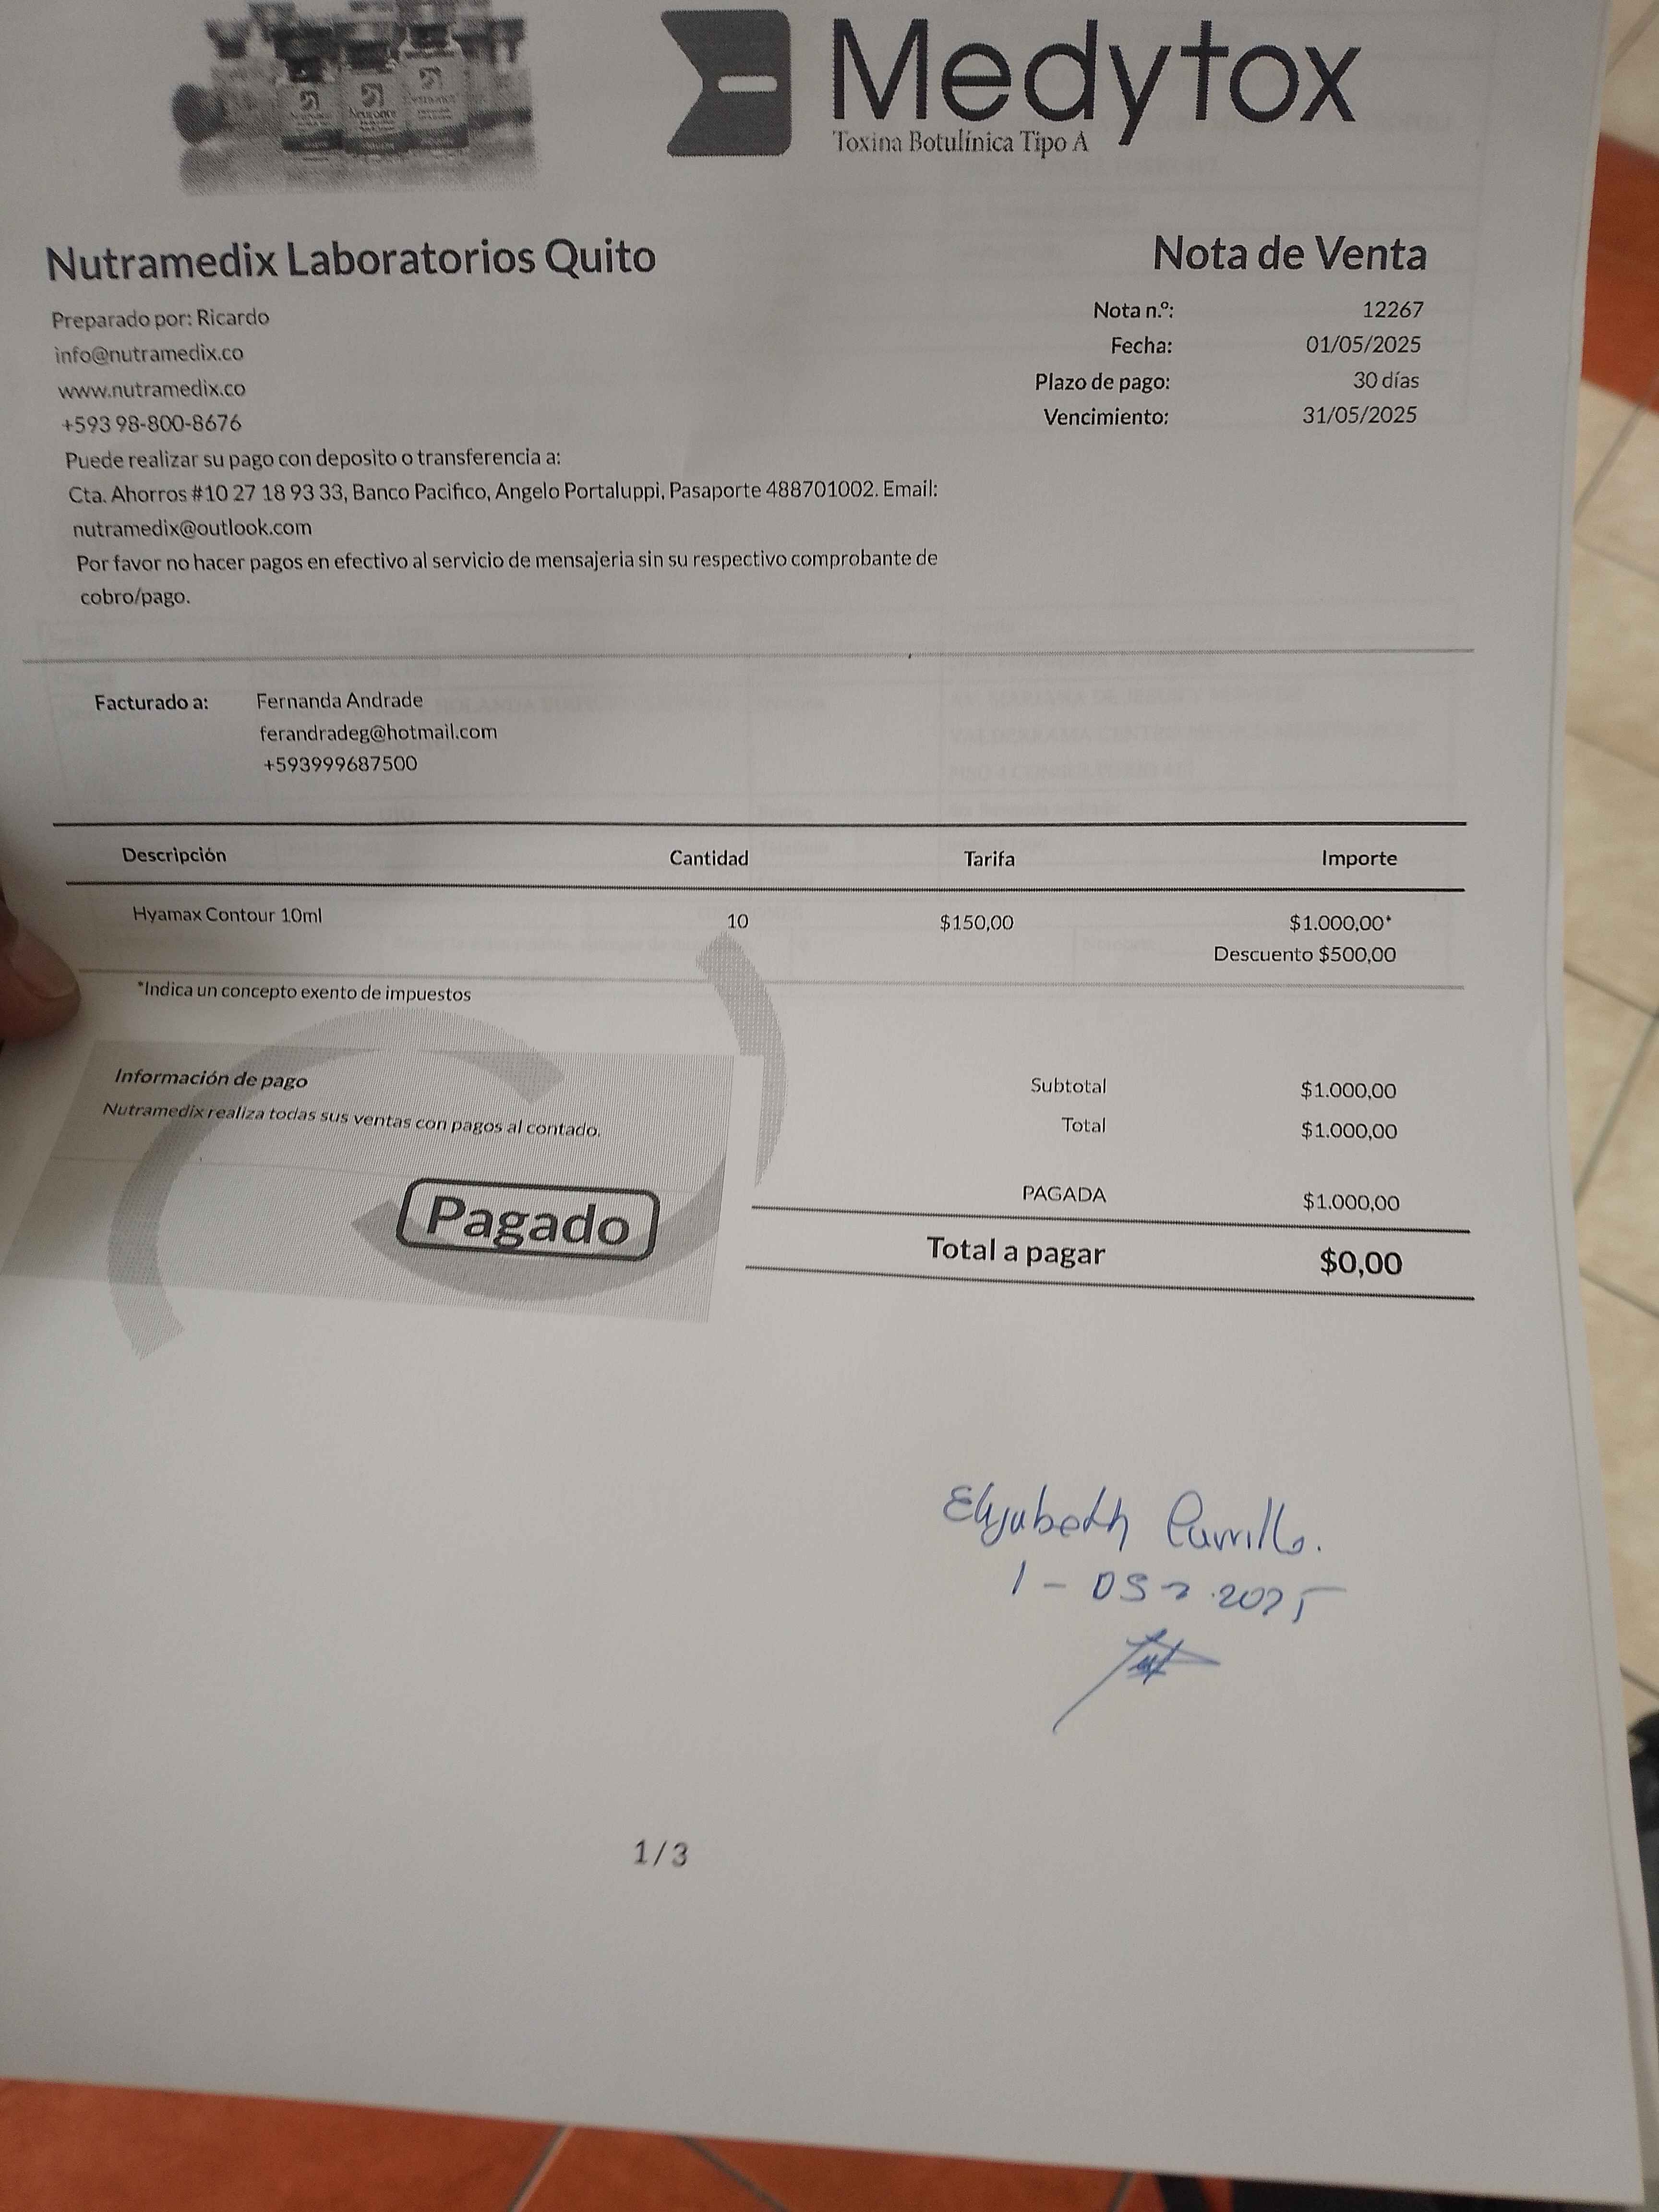 Medytox
Toxina Botulínica Tipo A
Nutramedix Laboratorios Quito
Nota de Venta
Preparado por: Ricardo
info@nutramedix.co
www.nutramedix.co
+593 98-800-8676
Nota n.º: 12267
Fecha: 01/05/2025
Plazo de pago: 30 días
Vencimiento: 31/05/2025
Puede realizar su pago con deposito o transferencia a:
Cta. Ahorros #10 27 18 93 33, Banco Pacifico, Angelo Portaluppi, Pasaporte 488701002. Email:
nutramedix@outlook.com
Por favor no hacer pagos en efectivo al servicio de mensajeria sin su respectivo comprobante de
cobro/pago.
Facturado a: Fernanda Andrade
ferandradeg@hotmail.com
+593999687500
Descripción Cantidad Tarifa Importe
Hyamax Contour 10ml 10 $150,00 $1.000,00*
Descuento $500,00
*Indica un concepto exento de impuestos
Información de pago
Nutramedix realiza todas sus ventas con pagos al contado.
Pagado
Subtotal $1.000,00
Total $1.000,00
PAGADA $1.000,00
Total a pagar $0,00
Elizabeth Carrillo.
1 - 05 - 2025
1 / 3